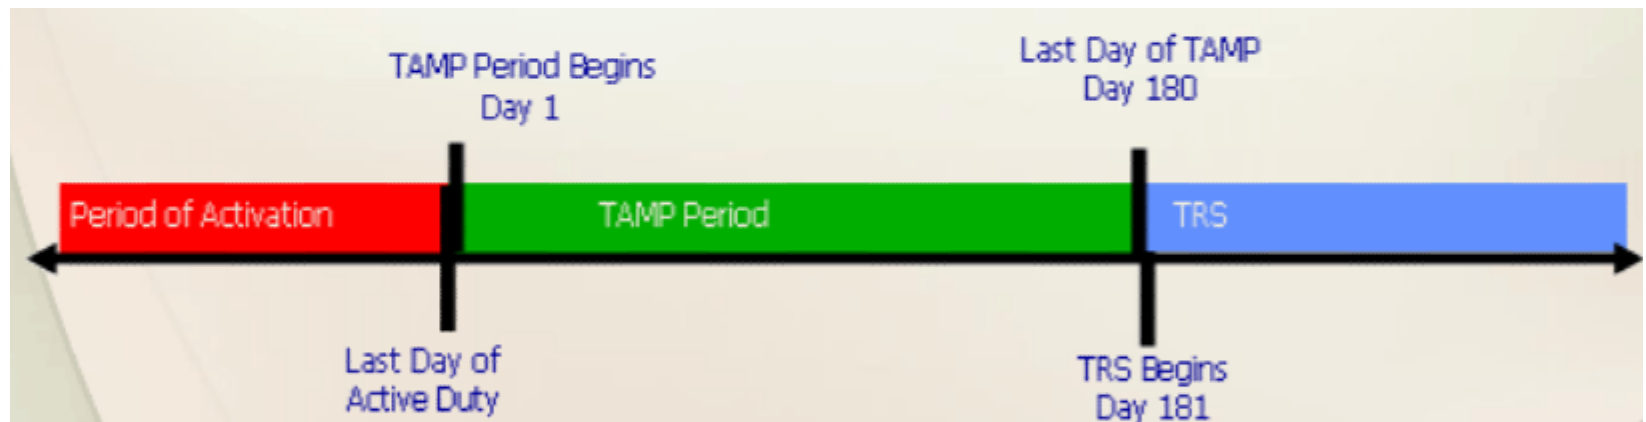 TAMP Period Begins
Day 1
Last Day of TAMP
Day 180
Period of Activation
TAMP Period
TRS
Last Day of
Active Duty
TRS Begins
Day 181